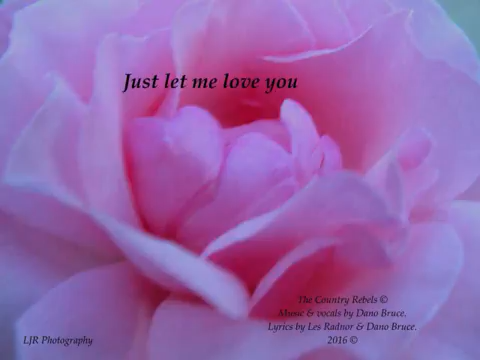 Just let me love you
The Country Rebels ©
Music & vocals by Dano Bruce.
Lyrics by Les Radnor & Dano Bruce.
2016 ©
LJR Photography